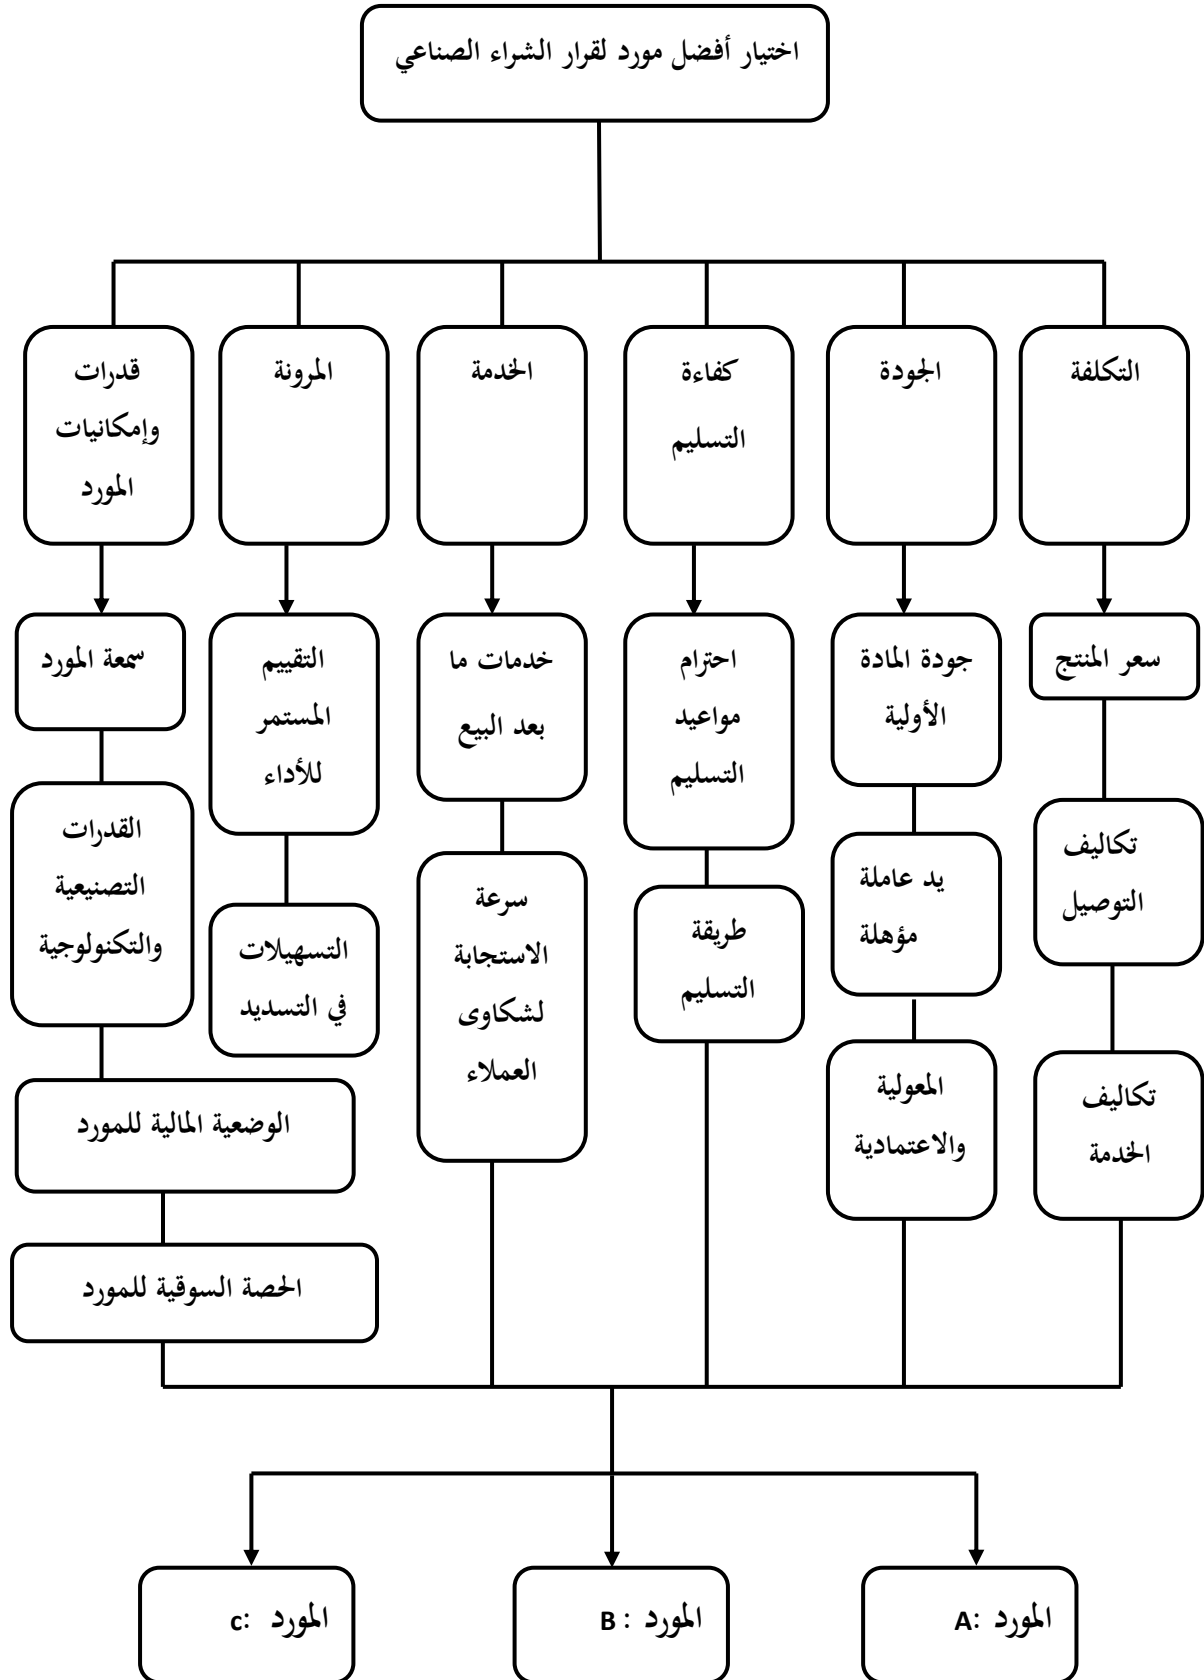 اختيار أفضل مورد لقرار الشراء الصناعي
التكلفة
الجودة
كفاءة
التسليم
الخدمة
المرونة
قدرات
وإمكانيات
المورد
سعر المنتج
جودة المادة
الأولية
احترام
مواعيد
التسليم
خدمات ما
بعد البيع
التقييم
المستمر
للأداء
سمعة المورد
تكاليف
التوصيل
يد عاملة
مؤهلة
طريقة
التسليم
سرعة
الاستجابة
لشكاوى
العملاء
التسهيلات
في التسديد
القدرات
التصنيعية
والتكنولوجية
تكاليف
الخدمة
المعولية
والاعتمادية
الوضعية المالية للمورد
الحصة السوقية للمورد
المورد :A
المورد : B
المورد :c